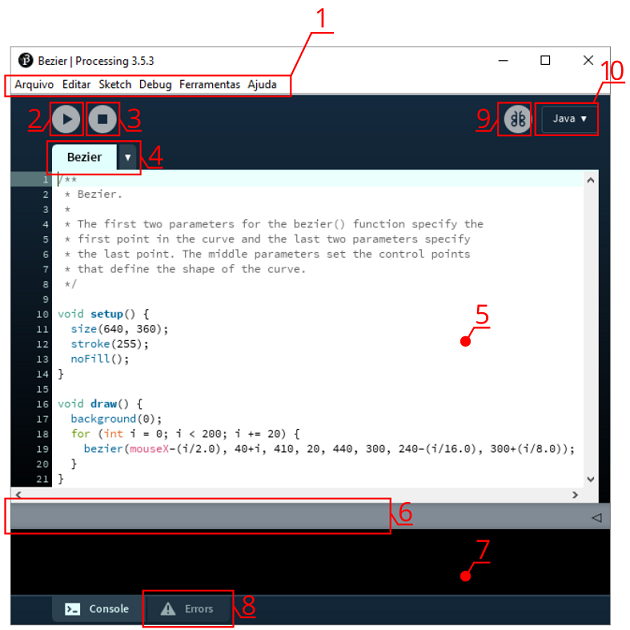 1
Bezier | Processing 3.5.3
Arquivo Editar Sketch Debug Ferramentas Ajuda
10
2
3
9
Java ▾
Bezier ▾
4
1 /**
2  * Bezier.
3  *
4  * The first two parameters for the bezier() function specify the
5  * first point in the curve and the last two parameters specify
6  * the last point. The middle parameters set the control points
7  * that define the shape of the curve.
8  */
9
10 void setup() {
11   size(640, 360);
12   stroke(255);
13   noFill();
14 }
15
16 void draw() {
17   background(0);
18   for (int i = 0; i < 200; i += 20) {
19     bezier(mouseX-(i/2.0), 40+i, 410, 20, 440, 300, 240-(i/16.0), 300+(i/8.0));
20   }
21 }
5
6
7
Console
Errors
8